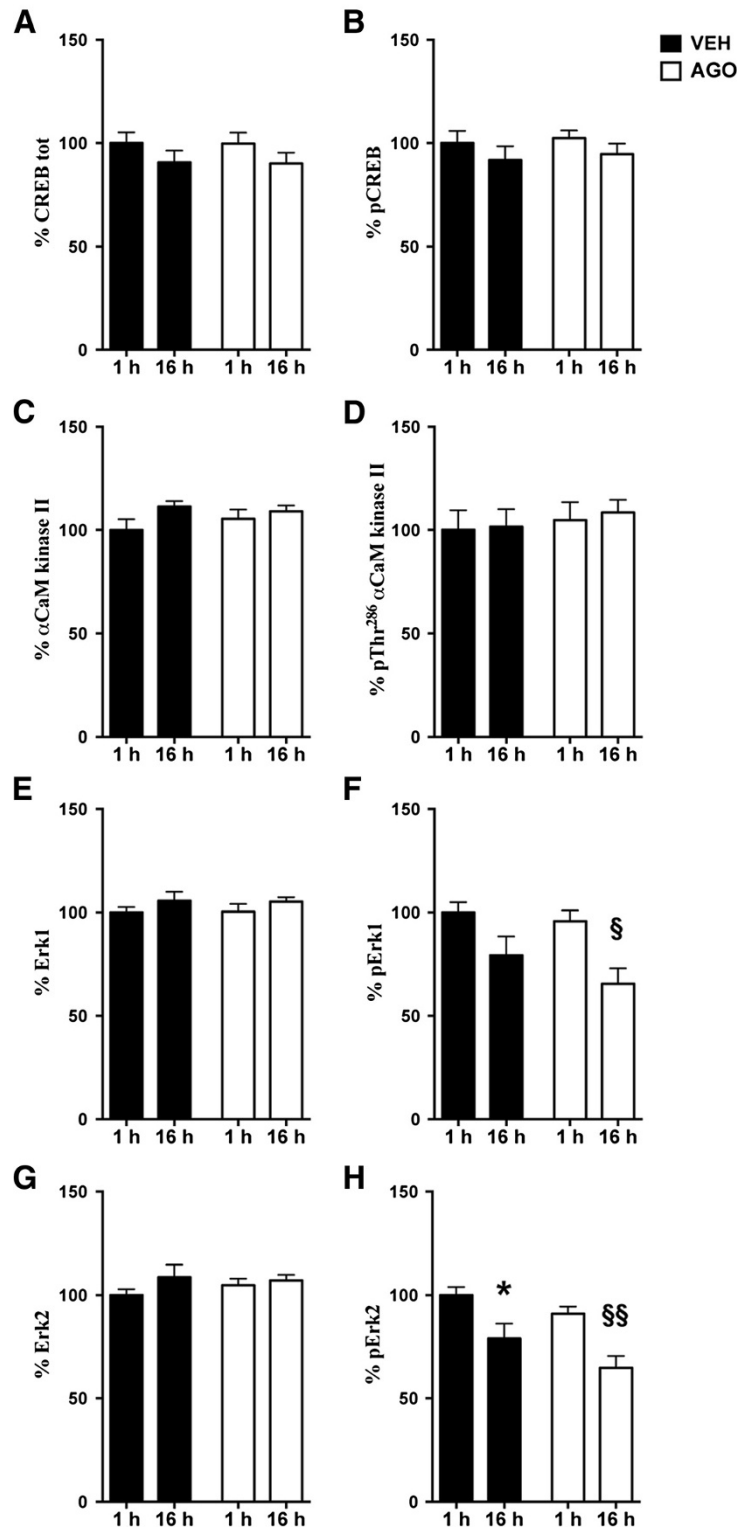 A
B
VEH
AGO
150
100
50
0
% CREB tot
1 h 16 h 1 h 16 h
150
100
50
0
% pCREB
1 h 16 h 1 h 16 h
C
D
150
100
50
0
% αCaM kinase II
1 h 16 h 1 h 16 h
150
100
50
0
% pThr²⁸⁶ αCaM kinase II
1 h 16 h 1 h 16 h
E
F
150
100
50
0
% Erk1
1 h 16 h 1 h 16 h
150
100
50
0
% pErk1
§
1 h 16 h 1 h 16 h
G
H
150
100
50
0
% Erk2
1 h 16 h 1 h 16 h
150
100
50
0
% pErk2
*
§§
1 h 16 h 1 h 16 h